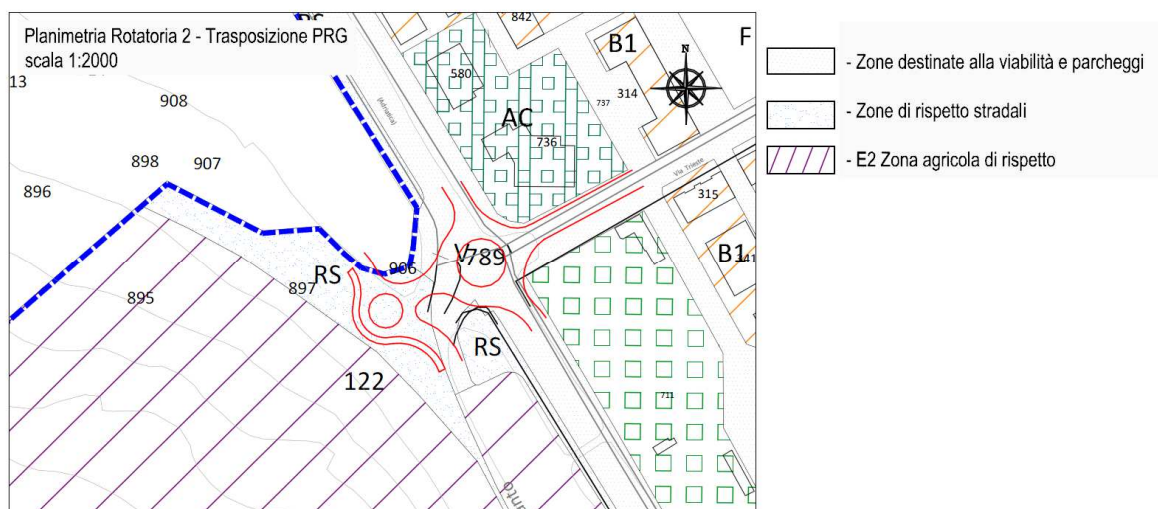 Planimetria Rotatoria 2 - Trasposizione PRG
scala 1:2000
842
B1
F
N
- Zone destinate alla viabilità e parcheggi
580
13
908
737
314
- Zone di rispetto stradali
AC
736
898
907
- E2 Zona agricola di rispetto
Via Trieste
896
315
V
789
B1
906
RS
897
895
RS
122
711